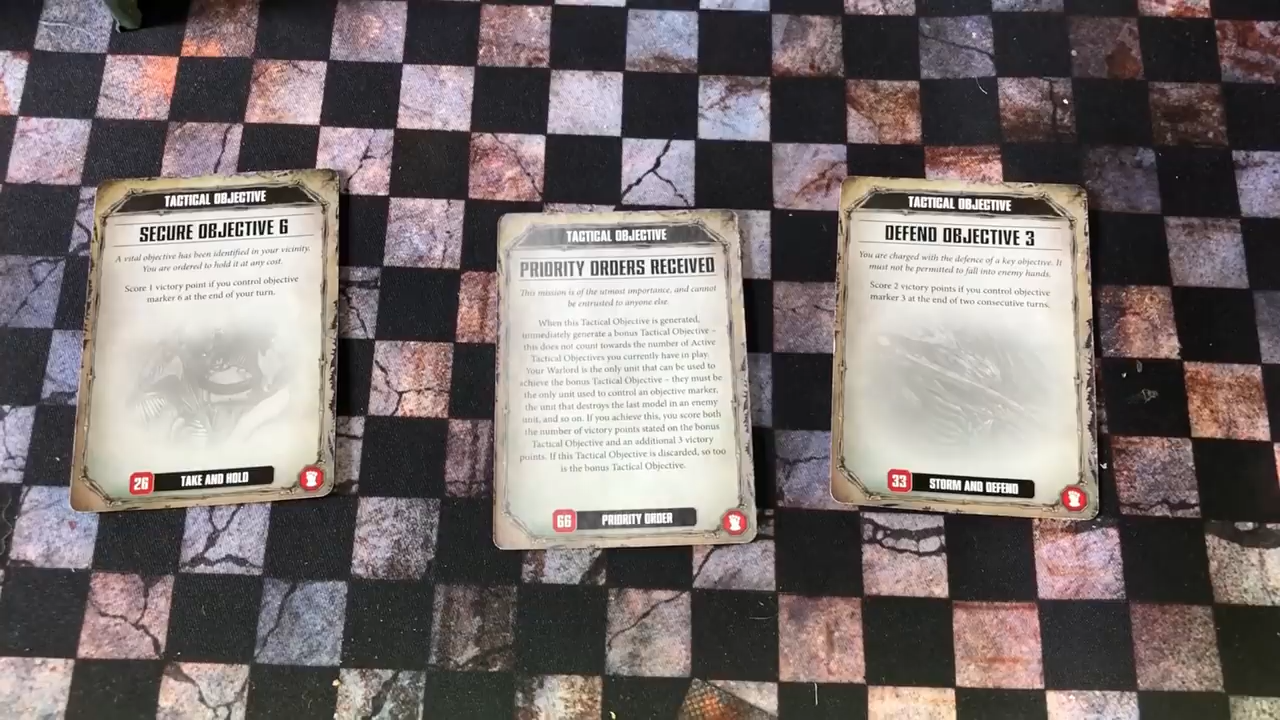 TACTICAL OBJECTIVE
SECURE OBJECTIVE 6
A vital objective has been identified in your vicinity.
You are ordered to hold it at any cost.
Score 1 victory point if you control objective
marker 6 at the end of your turn.
26
TAKE AND HOLD
TACTICAL OBJECTIVE
PRIORITY ORDERS RECEIVED
This mission is of the utmost importance, and cannot
be entrusted to anyone else.
When this Tactical Objective is generated,
immediately generate a bonus Tactical Objective –
this does not count towards the number of Active
Tactical Objectives you currently have in play.
Your Warlord is the only unit that can be used to
achieve the bonus Tactical Objective – they must be
the only unit used to control an objective marker,
the unit that destroys the last model in an enemy
unit, and so on. If you achieve this, you score both
the number of victory points stated on the bonus
Tactical Objective and an additional 3 victory
points. If this Tactical Objective is discarded, so too
is the bonus Tactical Objective.
66
PRIORITY ORDER
TACTICAL OBJECTIVE
DEFEND OBJECTIVE 3
You are charged with the defence of a key objective. It
must not be permitted to fall into enemy hands.
Score 2 victory points if you control objective
marker 3 at the end of two consecutive turns.
33
STORM AND DEFEND